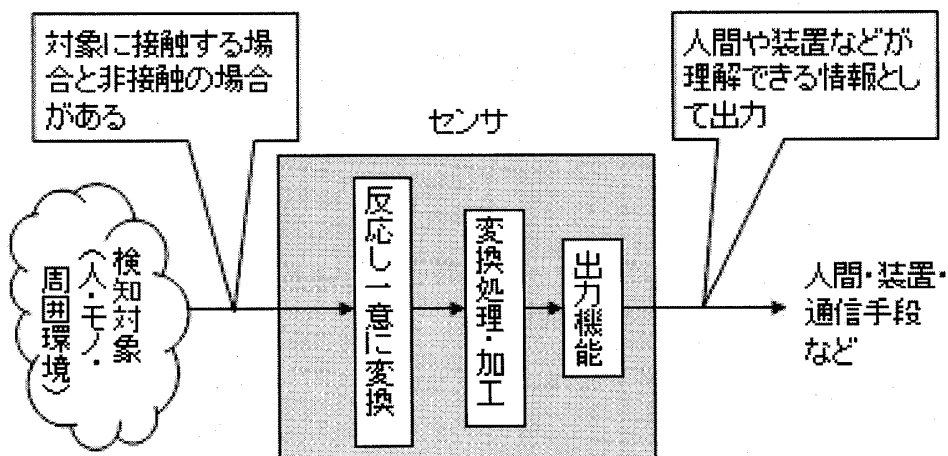 対象に接触する場
合と非接触の場合
がある
人間や装置などが
理解できる情報とし
て出力
センサ
検知対象
(人・モノ・
周囲環境)
反応し一意に変換
変換処理・加工
出力機能
人間・装置・
通信手段
など